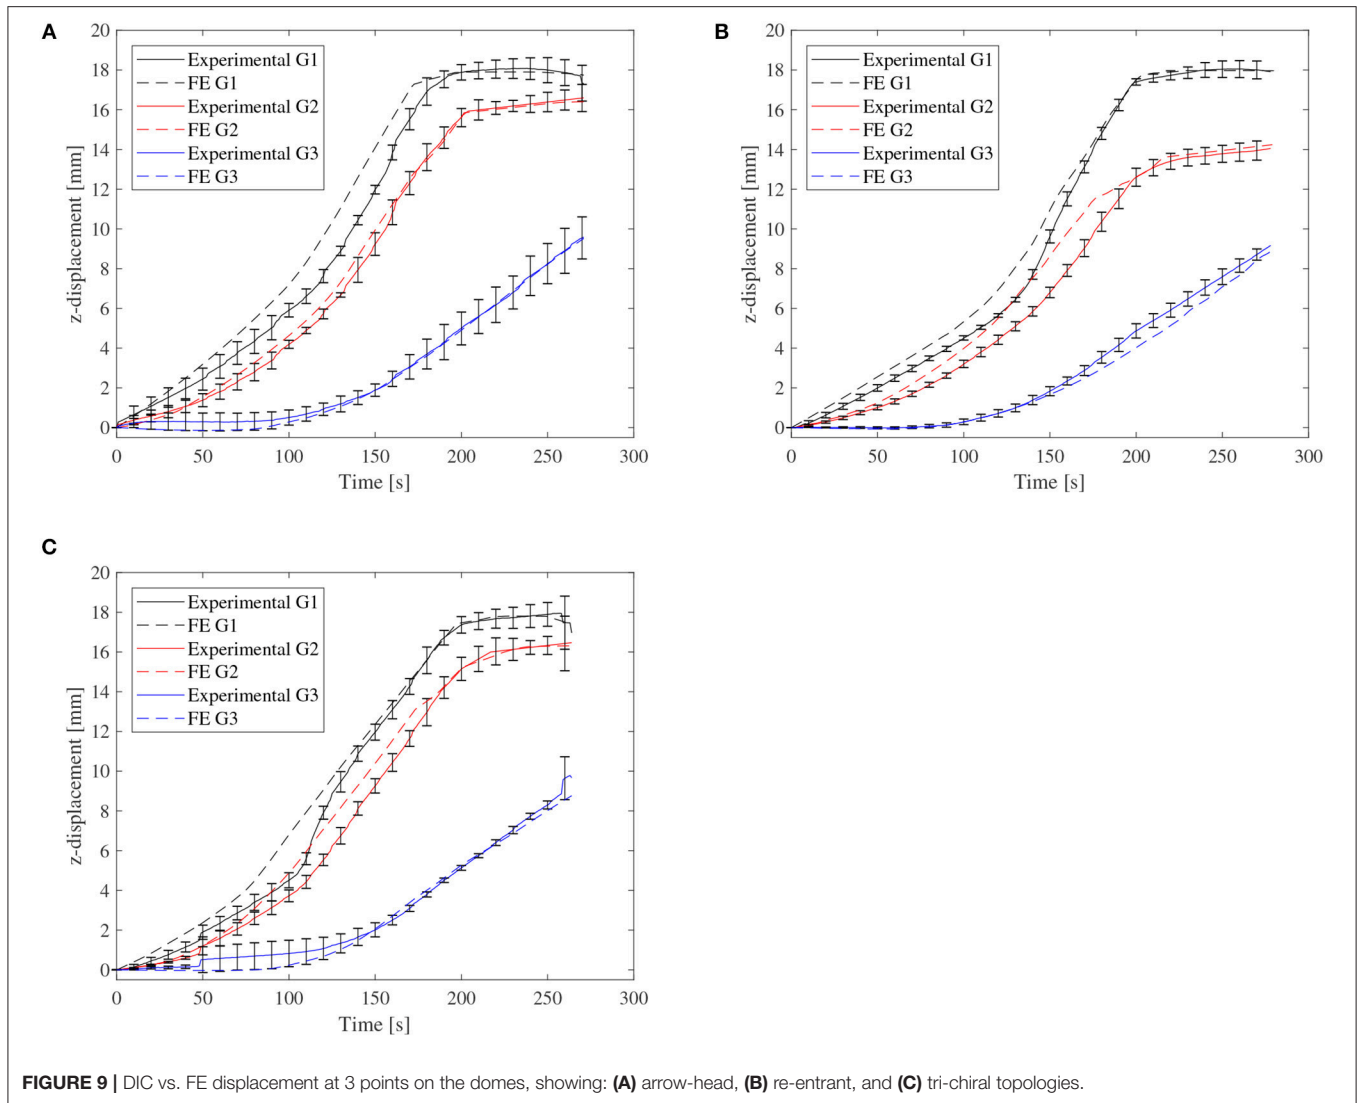 A
20
18
16
14
12
10
8
6
4
2
0
z-displacement [mm]
Experimental G1
FE G1
Experimental G2
FE G2
Experimental G3
FE G3
0 50 100 150 200 250 300
Time [s]
B
20
18
16
14
12
10
8
6
4
2
0
z-displacement [mm]
Experimental G1
FE G1
Experimental G2
FE G2
Experimental G3
FE G3
0 50 100 150 200 250 300
Time [s]
C
20
18
16
14
12
10
8
6
4
2
0
z-displacement [mm]
Experimental G1
FE G1
Experimental G2
FE G2
Experimental G3
FE G3
0 50 100 150 200 250 300
Time [s]
FIGURE 9 | DIC vs. FE displacement at 3 points on the domes, showing: (A) arrow-head, (B) re-entrant, and (C) tri-chiral topologies.